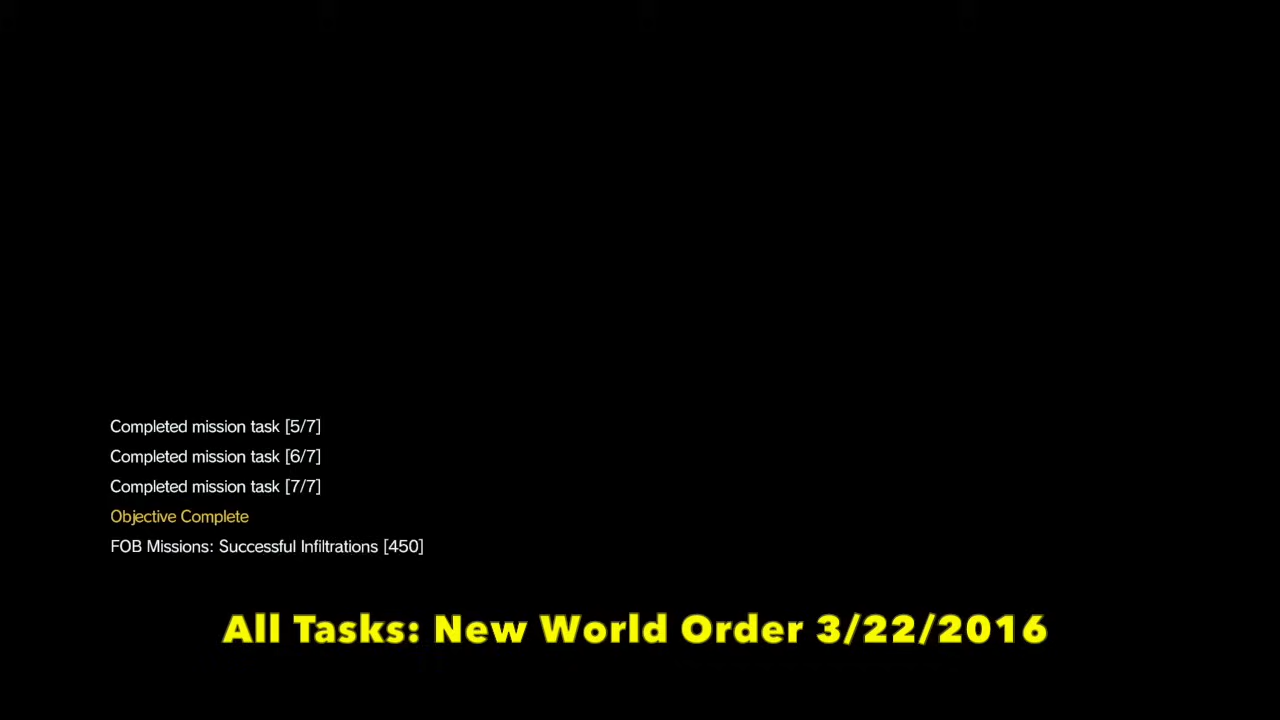 Completed mission task [5/7]
Completed mission task [6/7]
Completed mission task [7/7]
Objective Complete
FOB Missions: Successful Infiltrations [450]
All Tasks: New World Order 3/22/2016